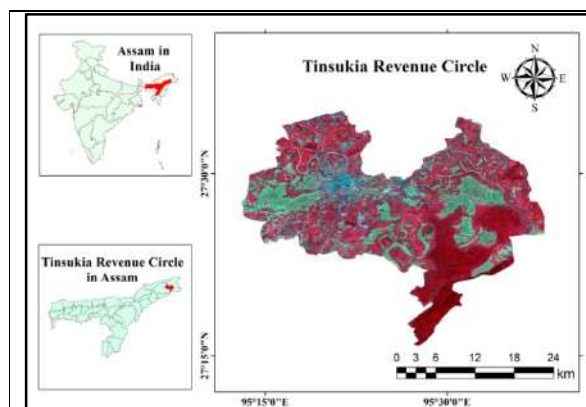 Assam in
India
Tinsukia Revenue Circle
in Assam
Tinsukia Revenue Circle
N
W E
S
27°30'0"N
27°15'0"N
95°15'0"E
95°30'0"E
0 3 6 12 18 24
km